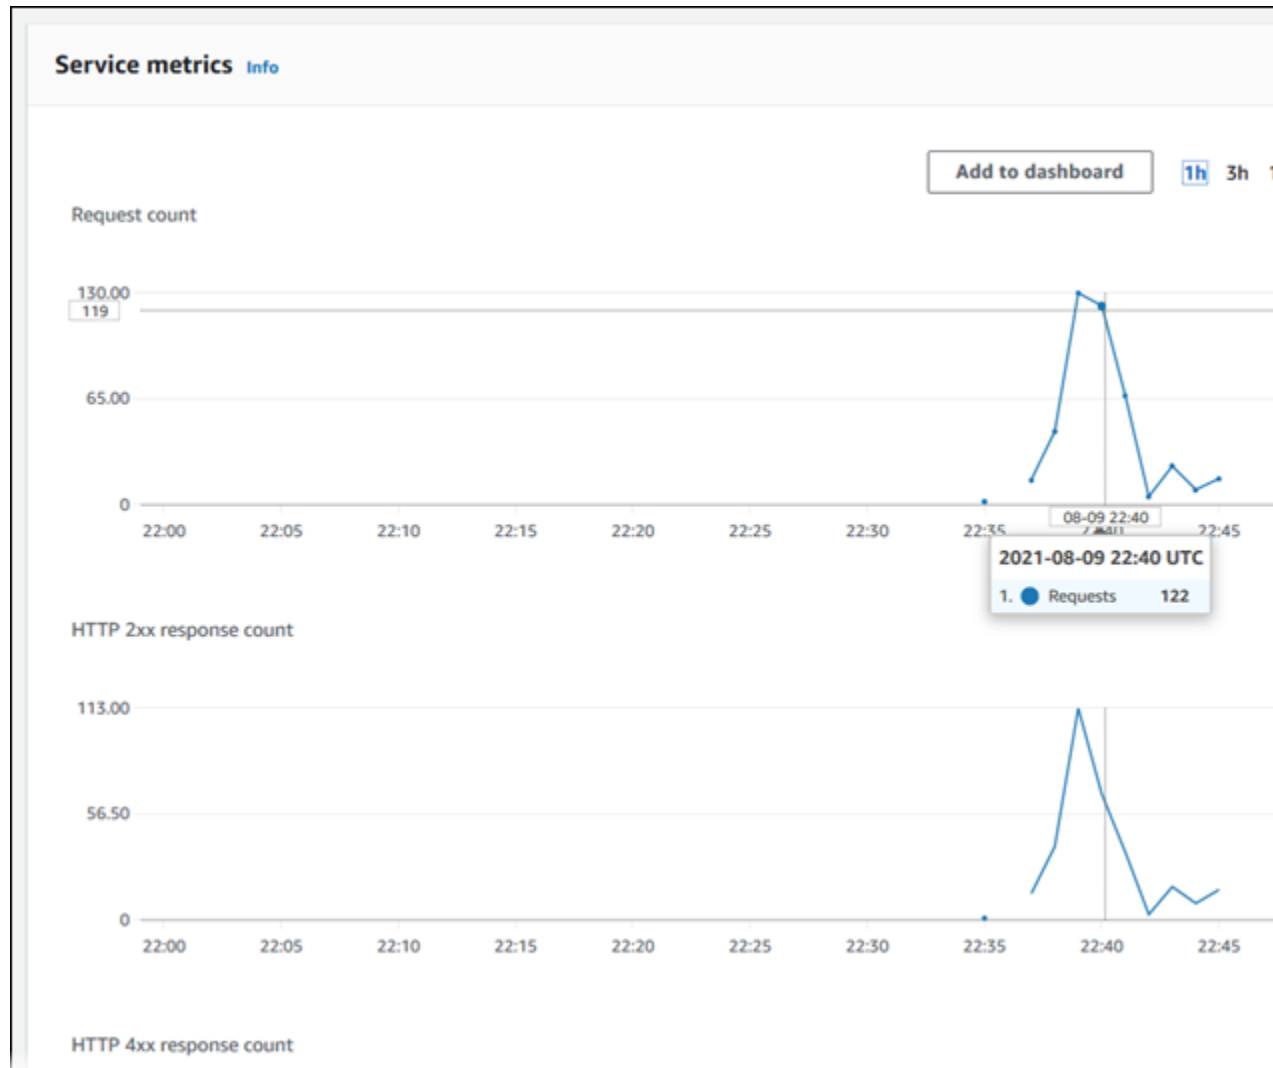 Service metrics Info
Add to dashboard 1h 3h
Request count
130.00
119
65.00
0
22:00 22:05 22:10 22:15 22:20 22:25 22:30 22:35 22:40 22:45
08-09 22:40
2021-08-09 22:40 UTC
1. Requests 122
HTTP 2xx response count
113.00
56.50
0
22:00 22:05 22:10 22:15 22:20 22:25 22:30 22:35 22:40 22:45
HTTP 4xx response count